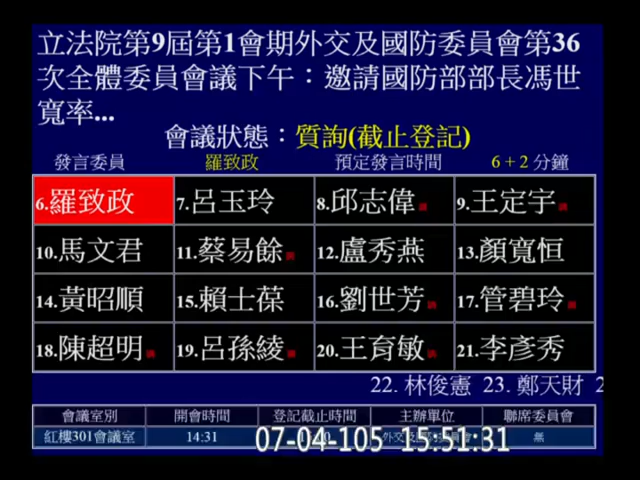 立法院第9屆第1會期外交及國防委員會第36
次全體委員會議下午：邀請國防部部長馮世
寬率...
會議狀態：質詢(截止登記)
發言委員 羅致政 預定發言時間 6 + 2 分鐘
6.羅致政 7.呂玉玲 8.邱志偉 9.王定宇
10.馬文君 11.蔡易餘 12.盧秀燕 13.顏寬恒
14.黃昭順 15.賴士葆 16.劉世芳 17.管碧玲
18.陳超明 19.呂孫綾 20.王育敏 21.李彥秀
22. 林俊憲 23. 鄭天財 2
會議室別 開會時間 登記截止時間 主辦單位 聯席委員會
紅樓301會議室 14:31 外交及國防委員會 無
07-04-105 15:51:31